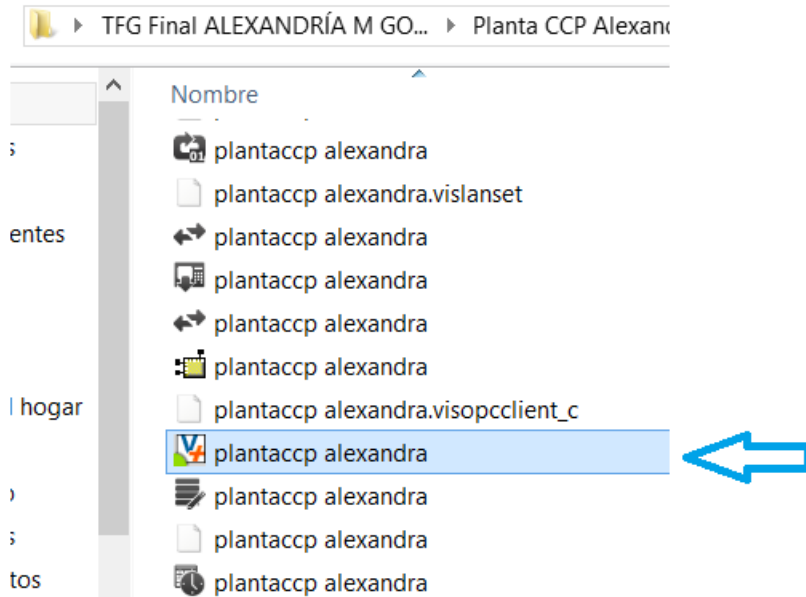 TFG Final ALEXANDRÍA M GO... Planta CCP Alexand
Nombre
plantaccp alexandra
s
plantaccp alexandra.vislanset
entes
plantaccp alexandra
plantaccp alexandra
plantaccp alexandra
plantaccp alexandra
l hogar
plantaccp alexandra.visopcclient_c
plantaccp alexandra
plantaccp alexandra
s
plantaccp alexandra
tos
plantaccp alexandra